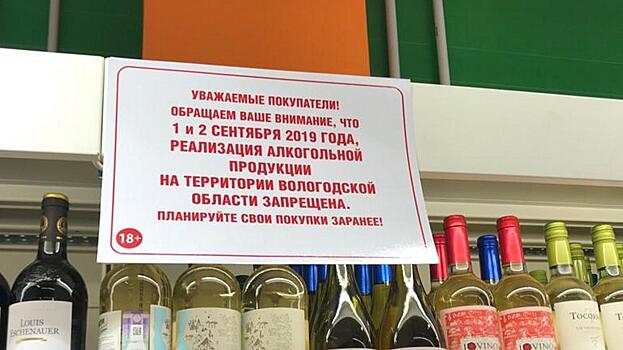 УВАЖАЕМЫЕ ПОКУПАТЕЛИ!
ОБРАЩАЕМ ВАШЕ ВНИМАНИЕ, ЧТО
1 и 2 СЕНТЯБРЯ 2019 ГОДА,
РЕАЛИЗАЦИЯ АЛКОГОЛЬНОЙ
ПРОДУКЦИИ
НА ТЕРРИТОРИИ ВОЛОГОДСКОЙ
ОБЛАСТИ ЗАПРЕЩЕНА.
ПЛАНИРУЙТЕ СВОИ ПОКУПКИ ЗАРАНЕЕ!
18+
LOUIS
ESCHENAUER